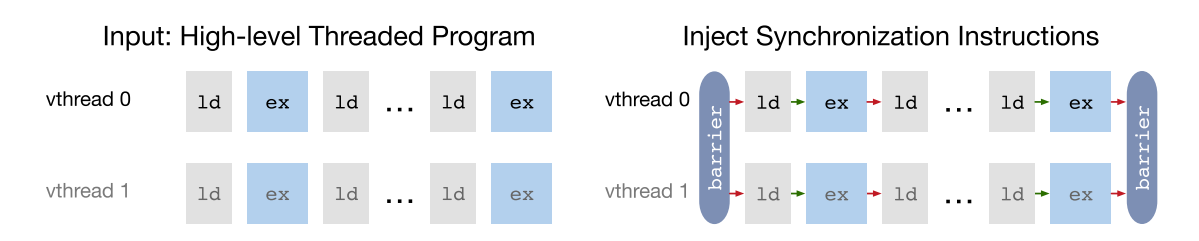 Input: High-level Threaded Program
vthread 0 ld ex ld ... ld ex
vthread 1 ld ex ld ... ld ex
Inject Synchronization Instructions
vthread 0 ld ex ld ... ld ex
vthread 1 ld ex ld ... ld ex
barrier
barrier